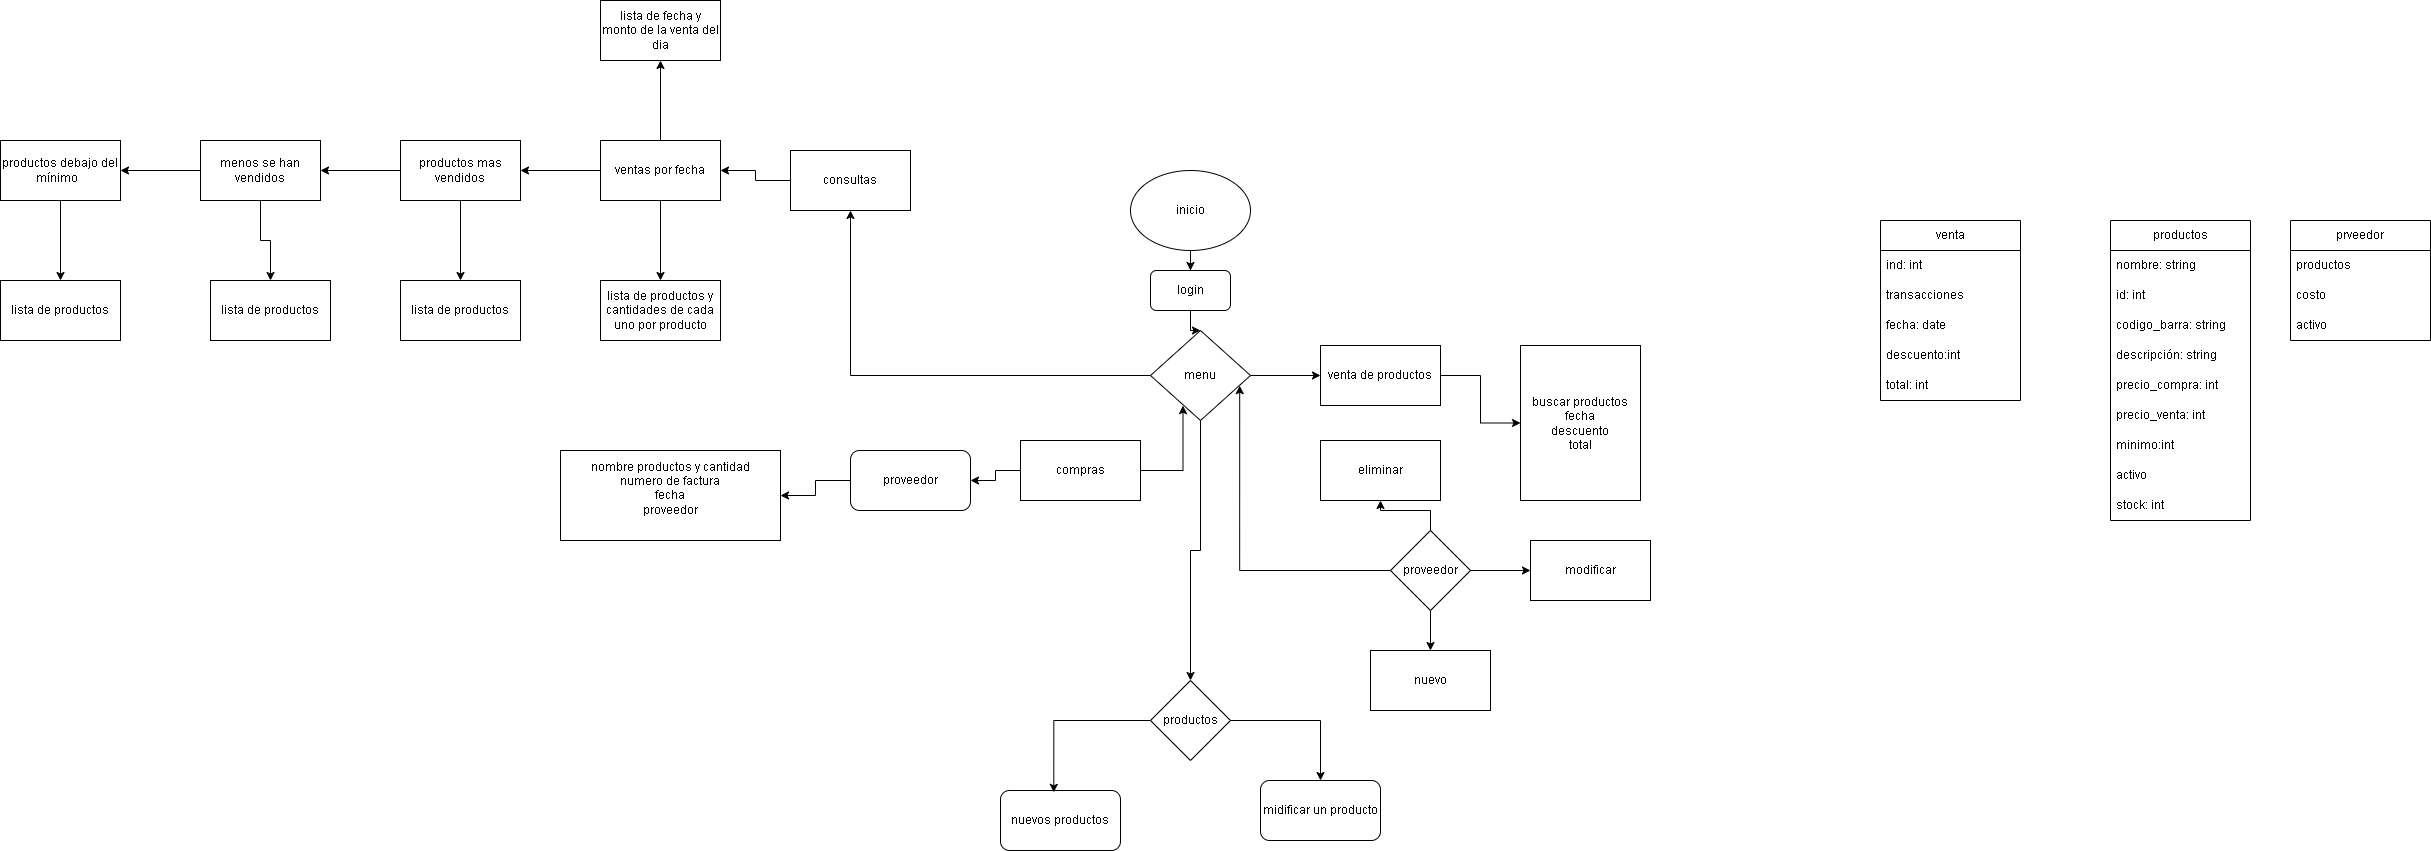 lista de fecha y
monto de la venta del
dia
productos debajo del
mínimo
menos se han
vendidos
productos mas
vendidos
ventas por fecha
consultas
inicio
lista de productos
lista de productos
lista de productos
lista de productos y
cantidades de cada
uno por producto
login
menu
venta de productos
buscar productos
fecha
descuento
total
nombre productos y cantidad
numero de factura
fecha
proveedor
proveedor
compras
eliminar
proveedor
modificar
nuevo
productos
nuevos productos
midificar un producto
venta
ind: int
transacciones
fecha: date
descuento:int
total: int
productos
nombre: string
id: int
codigo_barra: string
descripción: string
precio_compra: int
precio_venta: int
minimo:int
activo
stock: int
prveedor
productos
costo
activo